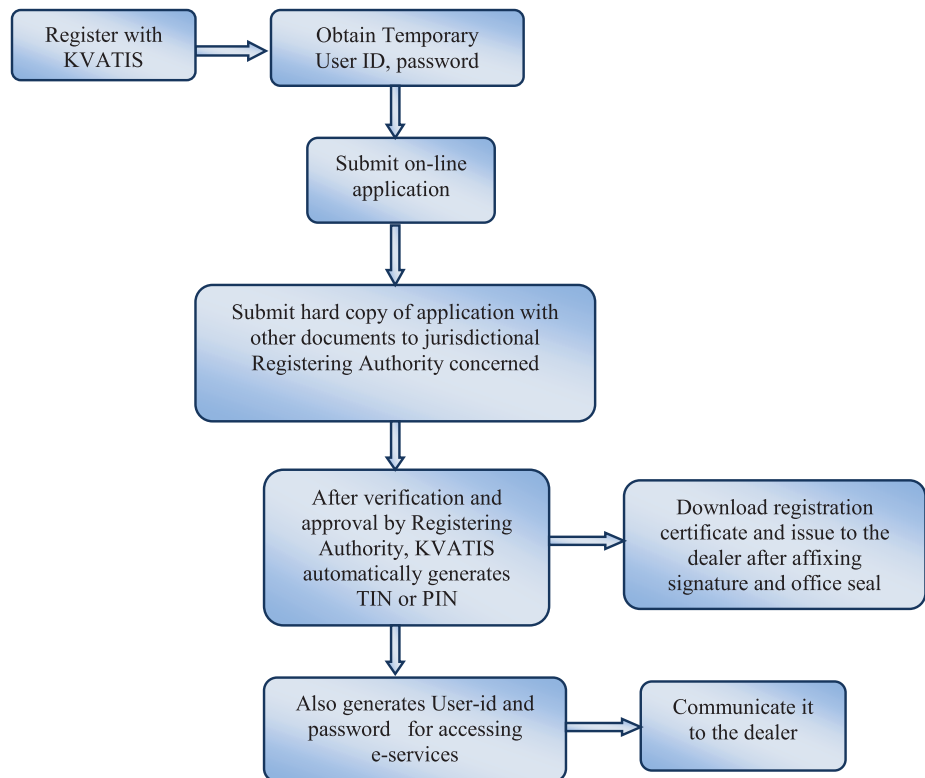 Register with
KVATIS
Obtain Temporary
User ID, password
Submit on-line
application
Submit hard copy of application with
other documents to jurisdictional
Registering Authority concerned
After verification and
approval by Registering
Authority, KVATIS
automatically generates
TIN or PIN
Download registration
certificate and issue to the
dealer after affixing
signature and office seal
Also generates User-id and
password for accessing
e-services
Communicate it
to the dealer